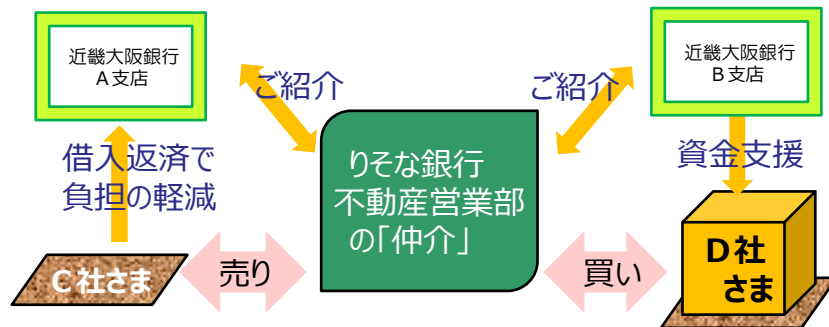 近畿大阪銀行
A支店
ご紹介
ご紹介
近畿大阪銀行
B支店
借入返済で
負担の軽減
りそな銀行
不動産営業部
の「仲介」
資金支援
C社さま
売り
買い
D社
さま